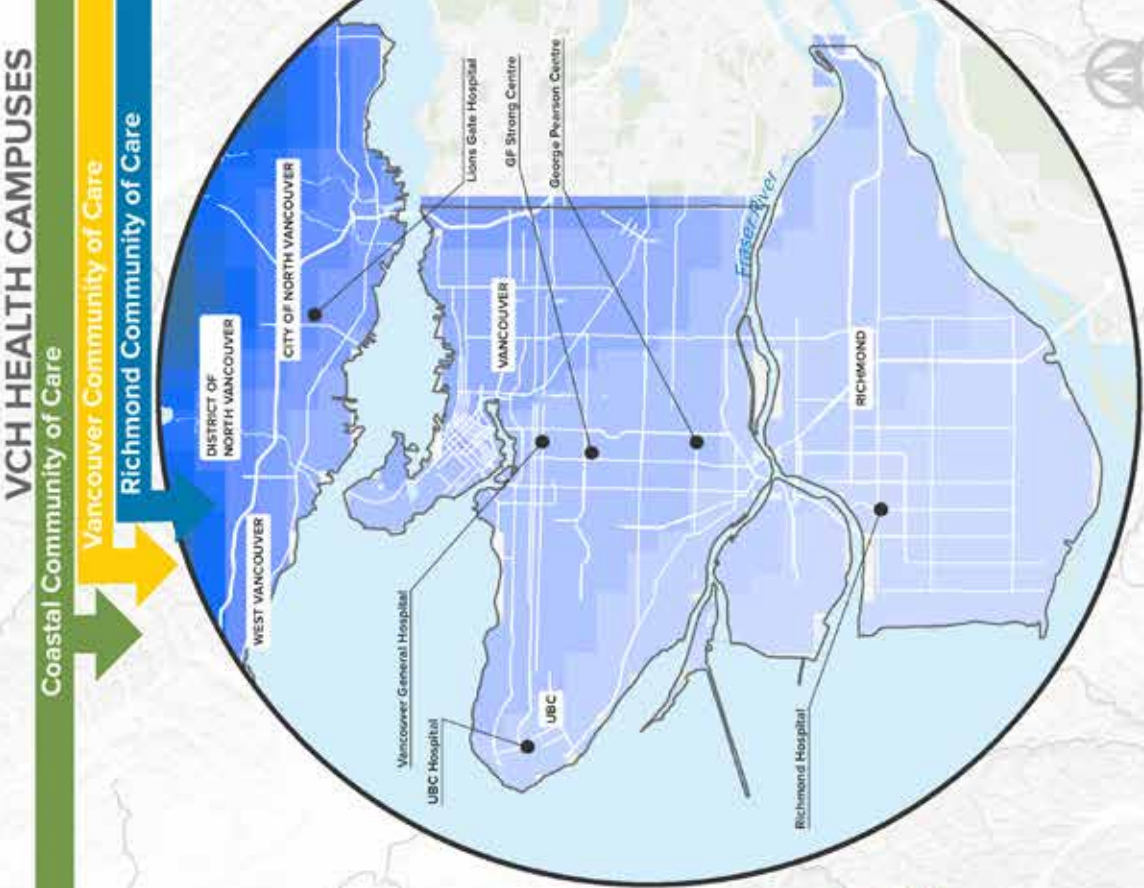 VCH HEALTH CAMPUSES
Coastal Community of Care
Vancouver Community of Care
Richmond Community of Care
DISTRICT OF
NORTH VANCOUVER
WEST VANCOUVER
CITY OF NORTH VANCOUVER
Lions Gate Hospital
GF Strong Centre
George Pearson Centre
VANCOUVER
Vancouver General Hospital
UBC Hospital
UBC
Fraser River
RICHMOND
Richmond Hospital